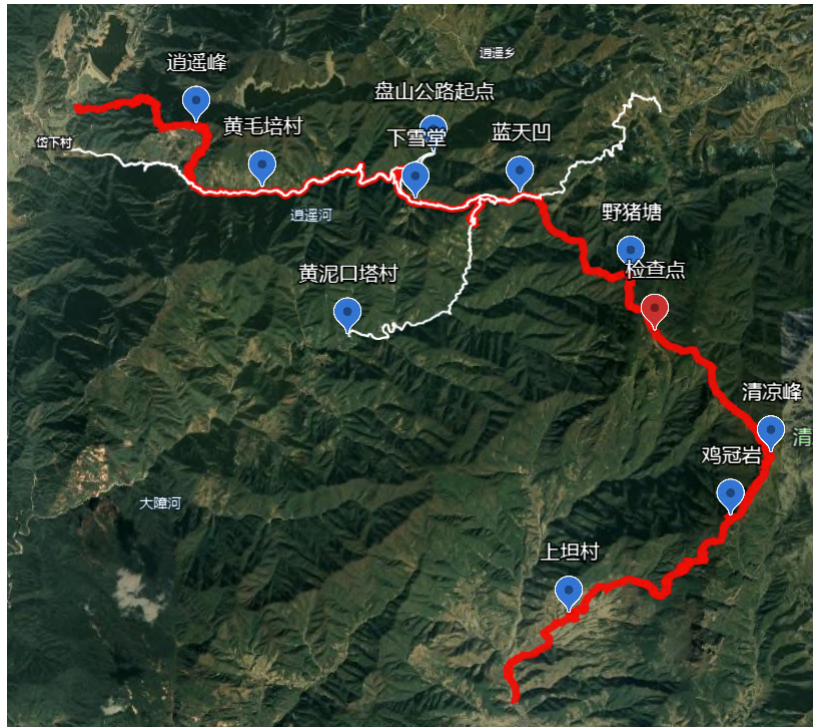 逍遥乡
逍遥峰
盘山公路起点
黄毛培村
下雪堂
蓝天凹
岱下村
逍遥河
野猪塘
检查点
黄泥口塔村
清凉峰
清
鸡冠岩
大障河
上坦村